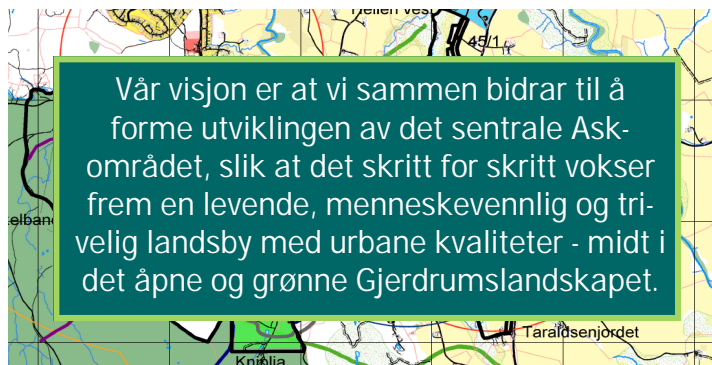 Hellen Vest
45/1
Vår visjon er at vi sammen bidrar til å
forme utviklingen av det sentrale Ask-
området, slik at det skritt for skritt vokser
frem en levende, menneskevennlig og tri-
velig landsby med urbane kvaliteter - midt i
det åpne og grønne Gjerdrumslandskapet.
Taraldsenjordet